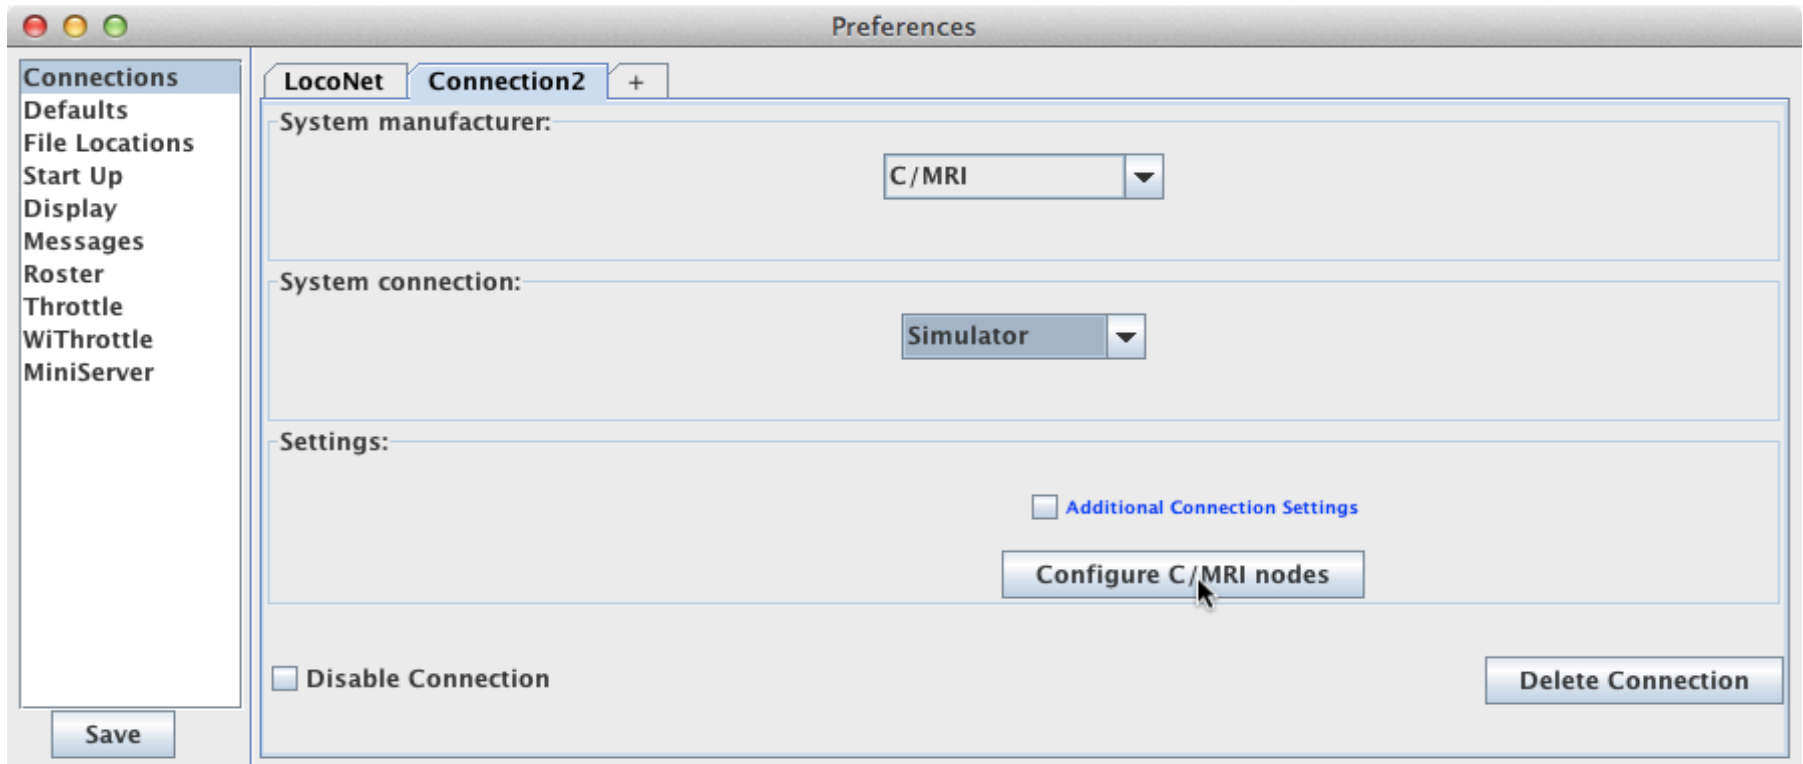 Preferences
Connections
Defaults
File Locations
Start Up
Display
Messages
Roster
Throttle
WiThrottle
MiniServer
Save
LocoNet Connection2 +
System manufacturer:
C/MRI
System connection:
Simulator
Settings:
Additional Connection Settings
Configure C/MRI nodes
Disable Connection
Delete Connection